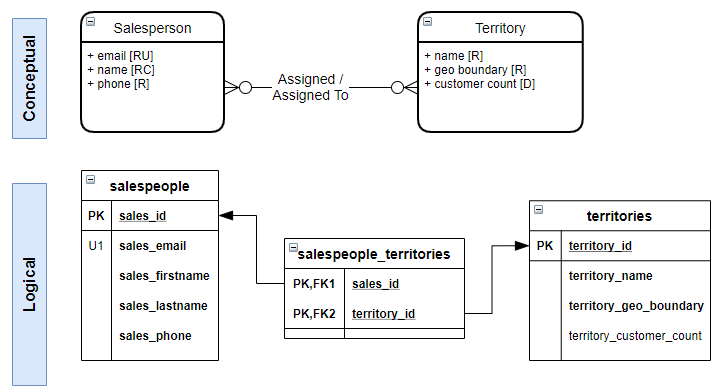 Conceptual
Salesperson
+ email [RU]
+ name [RC]
+ phone [R]
Assigned /
Assigned To
Territory
+ name [R]
+ geo boundary [R]
+ customer count [D]
Logical
salespeople
PK sales_id
U1 sales_email
sales_firstname
sales_lastname
sales_phone
salespeople_territories
PK,FK1 sales_id
PK,FK2 territory_id
territories
PK territory_id
territory_name
territory_geo_boundary
territory_customer_count